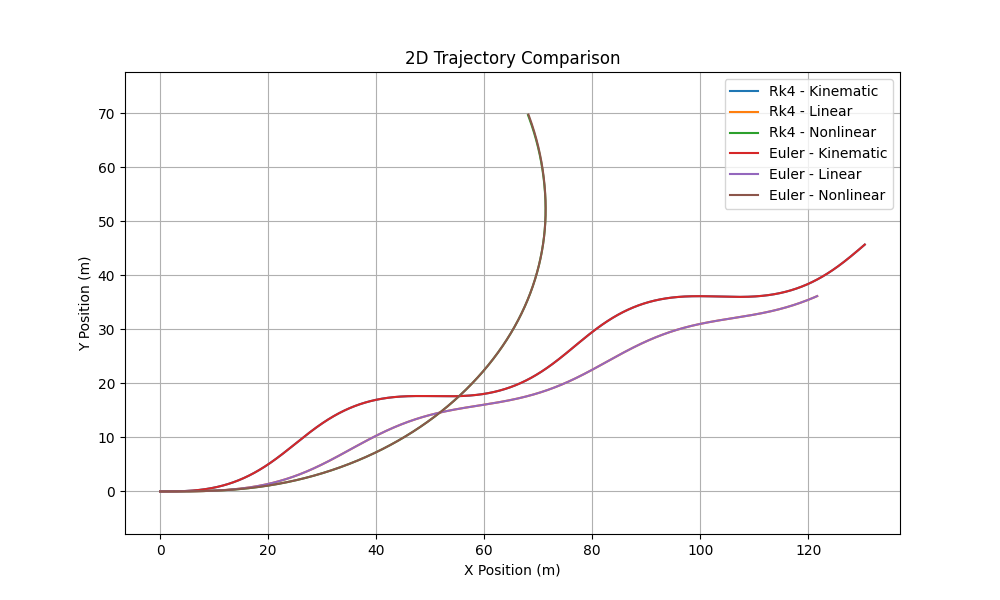 2D Trajectory Comparison
Rk4 - Kinematic
Rk4 - Linear
Rk4 - Nonlinear
Euler - Kinematic
Euler - Linear
Euler - Nonlinear
Y Position (m)
70
60
50
40
30
20
10
0
0 20 40 60 80 100 120
X Position (m)